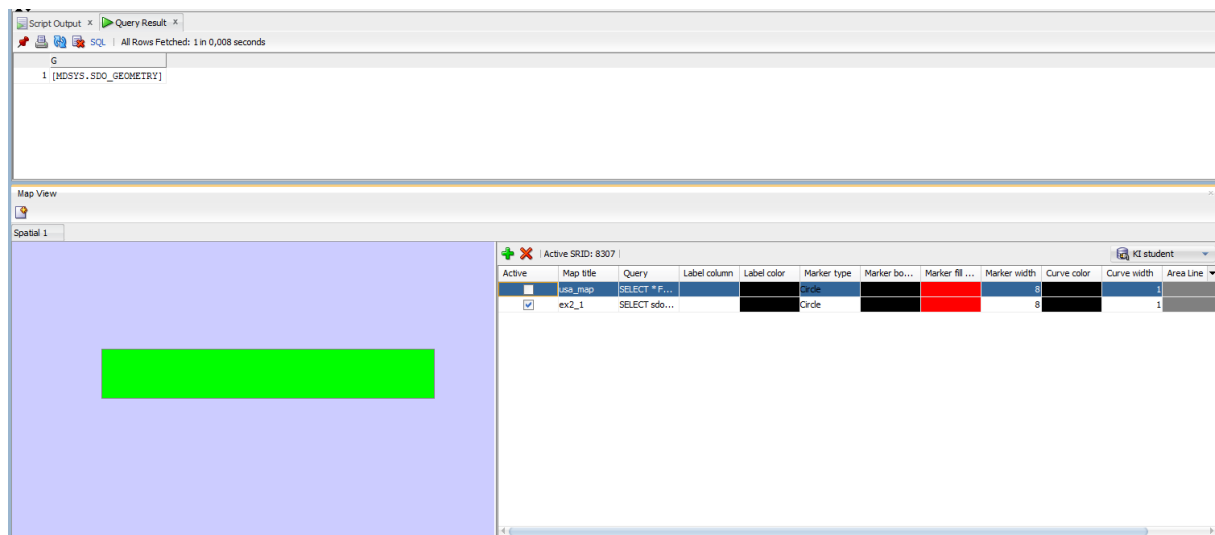 Script Output × Query Result ×
SQL | All Rows Fetched: 1 in 0,008 seconds
G
1 [MDSYS.SDO_GEOMETRY]
Map View
Spatial 1
Active SRID: 8307 KI student
Active Map title Query Label column Label color Marker type Marker bo... Marker fill ... Marker width Curve color Curve width Area Line
usa_map SELECT * F... Circle 8 1
ex2_1 SELECT sdo... Circle 8 1